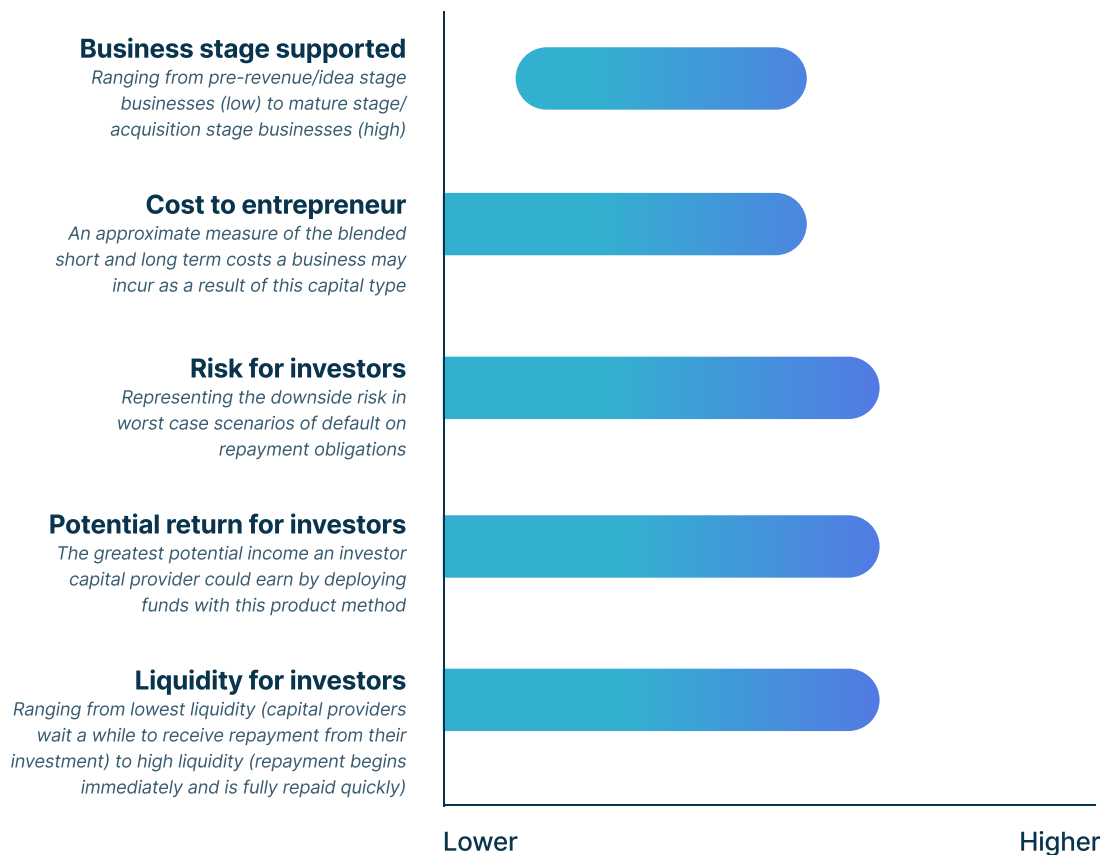 Business stage supported
Ranging from pre-revenue/idea stage
businesses (low) to mature stage/
acquisition stage businesses (high)
Cost to entrepreneur
An approximate measure of the blended
short and long term costs a business may
incur as a result of this capital type
Risk for investors
Representing the downside risk in
worst case scenarios of default on
repayment obligations
Potential return for investors
The greatest potential income an investor
capital provider could earn by deploying
funds with this product method
Liquidity for investors
Ranging from lowest liquidity (capital providers
wait a while to receive repayment from their
investment) to high liquidity (repayment begins
immediately and is fully repaid quickly)
Lower
Higher